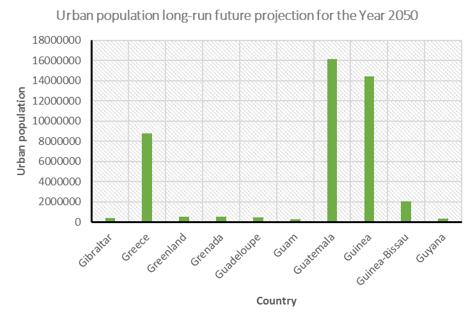 Urban population long-run future projection for the Year 2050
Urban population
18000000
16000000
14000000
12000000
10000000
8000000
6000000
4000000
2000000
0
Gibraltar
Greece
Greenland
Grenada
Guadeloupe
Guam
Guatemala
Guinea
Guinea-Bissau
Guyana
Country